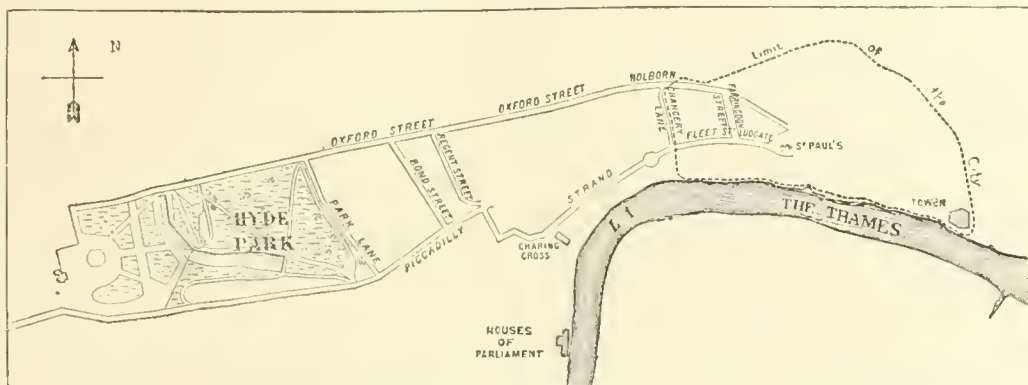 N
Limit
OF
the
City
HOLBORN
OXFORD STREET
OXFORD STREET
CHANCERY
LANE
FARRINGDON
STREET
FLEET ST.
LUDGATE
ST PAUL'S
REGENT STREET
BOND STREET
STRAND
PARK LANE
HYDE
PARK
PICCADILLY
CHARING
CROSS
THE THAMES
TOWER
HOUSES
OF
PARLIAMENT